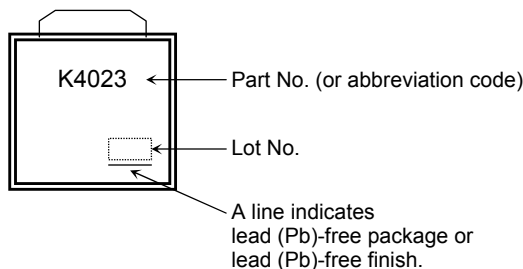 K4023
Part No. (or abbreviation code)
Lot No.
A line indicates
lead (Pb)-free package or
lead (Pb)-free finish.